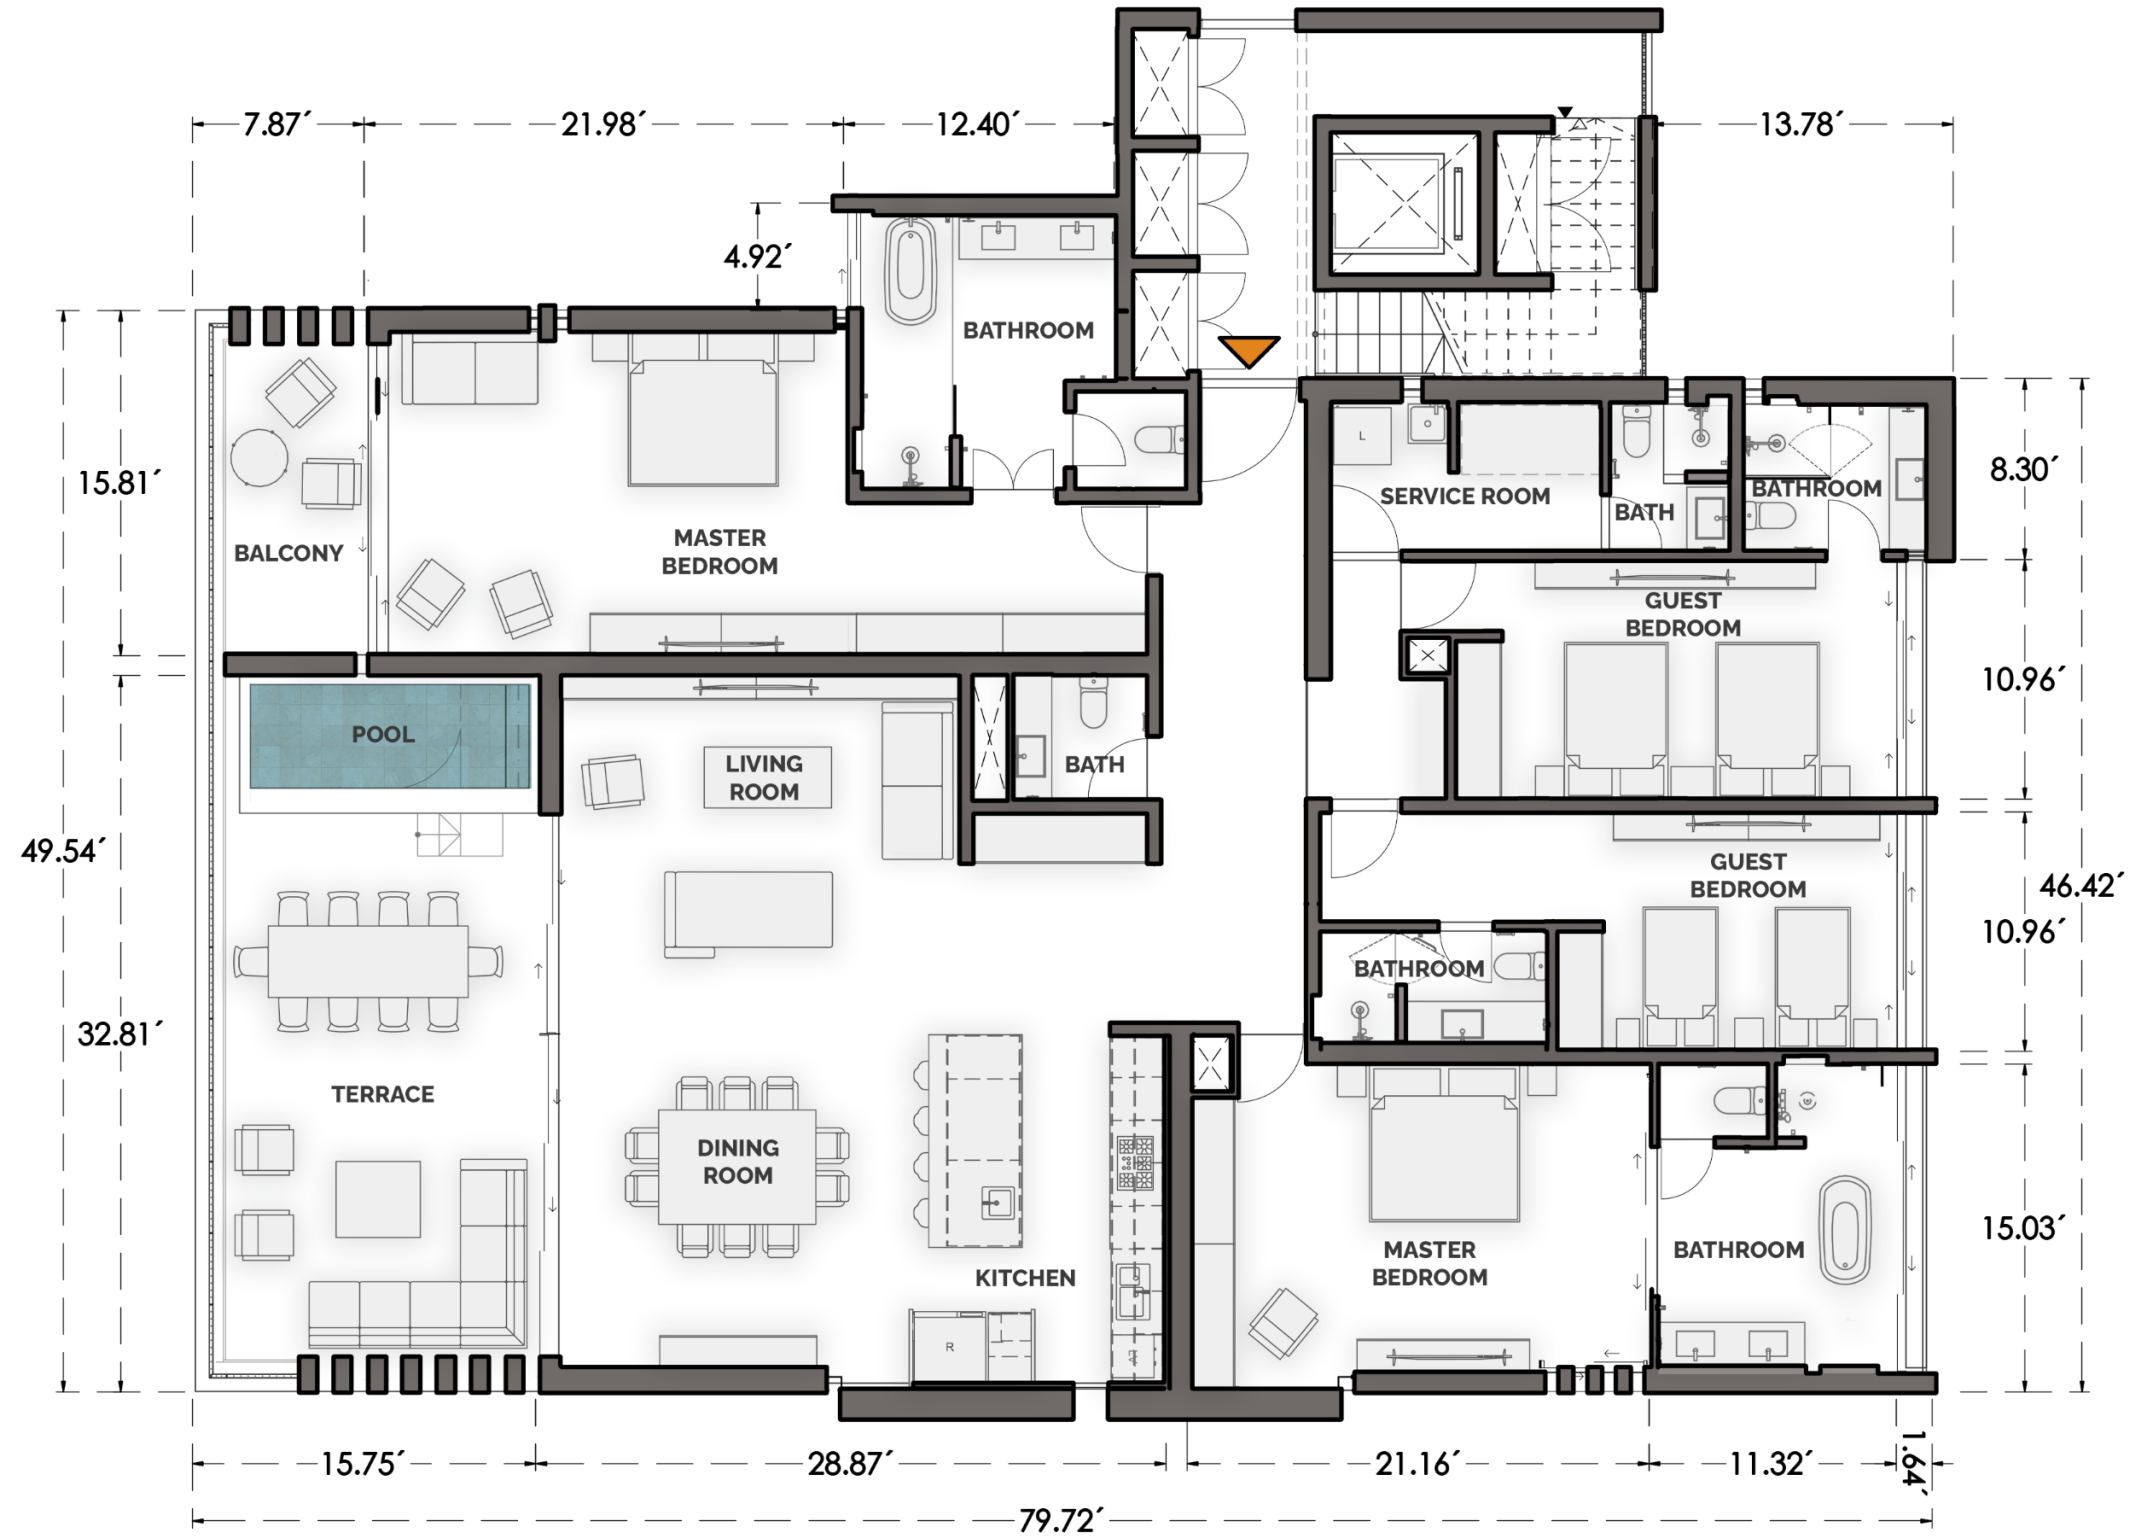 7.87´
21.98´
12.40´
13.78´
4.92´
BATHROOM
L
15.81´
SERVICE ROOM
BATH
BATHROOM
8.30´
BALCONY
MASTER
BEDROOM
GUEST
BEDROOM
10.96´
POOL
LIVING
ROOM
BATH
49.54´
GUEST
BEDROOM
46.42´
10.96´
BATHROOM
32.81´
TERRACE
DINING
ROOM
15.03´
MASTER
BEDROOM
BATHROOM
KITCHEN
R
15.75´
28.87´
21.16´
11.32´
1.64´
79.72´